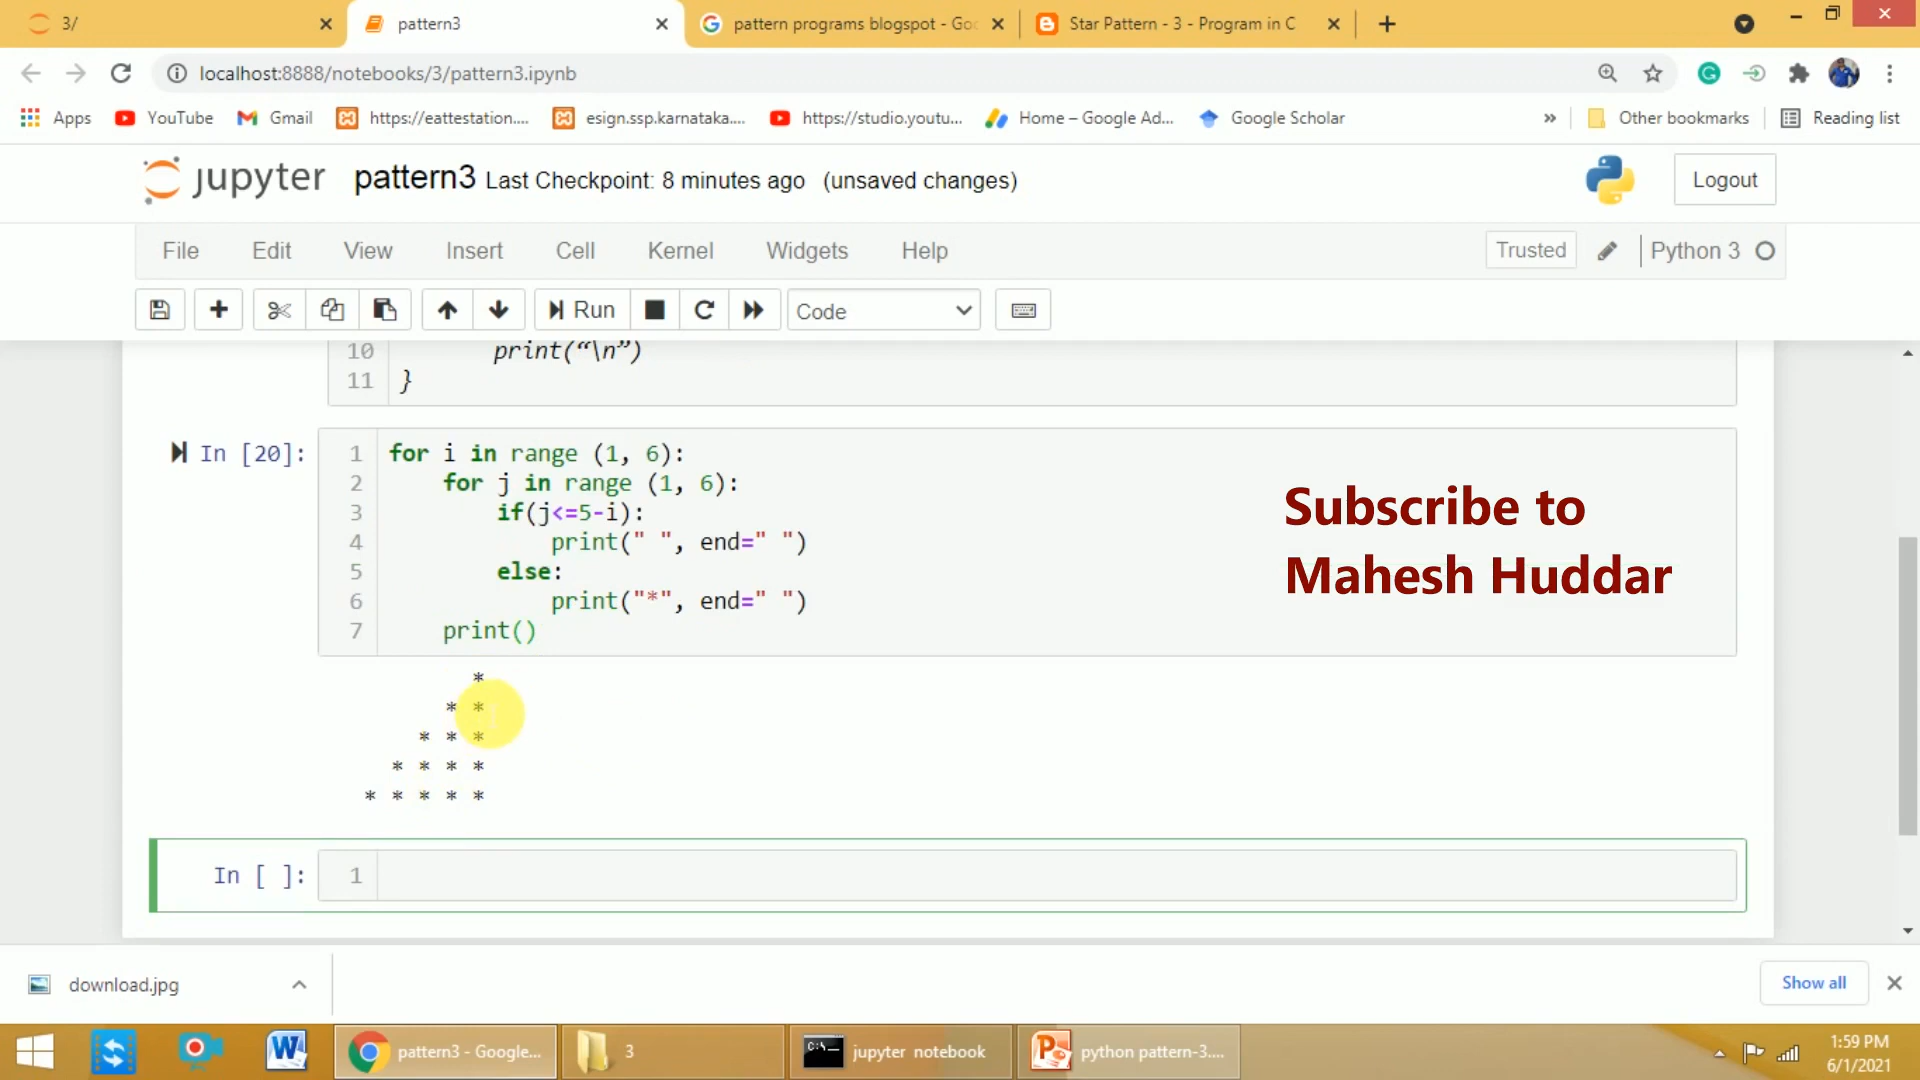 3/
pattern3
pattern programs blogspot - Goo
Star Pattern - 3 - Program in C
localhost:8888/notebooks/3/pattern3.ipynb
Apps
YouTube
Gmail
https://eattestation....
esign.ssp.karnataka....
https://studio.youtu...
Home – Google Ad...
Google Scholar
»
Other bookmarks
Reading list
jupyter
pattern3 Last Checkpoint: 8 minutes ago (unsaved changes)
Logout
File Edit View Insert Cell Kernel Widgets Help
Trusted
Python 3
Run
Code
10 print(“\n”)
11 }
In [20]:
1 for i in range (1, 6):
2     for j in range (1, 6):
3         if(j<=5-i):
4             print(" ", end=" ")
5         else:
6             print("*", end=" ")
7     print()
Subscribe to
Mahesh Huddar
        *
      * *
    * * *
  * * * *
* * * * *
In [ ]: 1
download.jpg
Show all
pattern3 - Google...
3
C:\
jupyter notebook
python pattern-3....
1:59 PM
6/1/2021